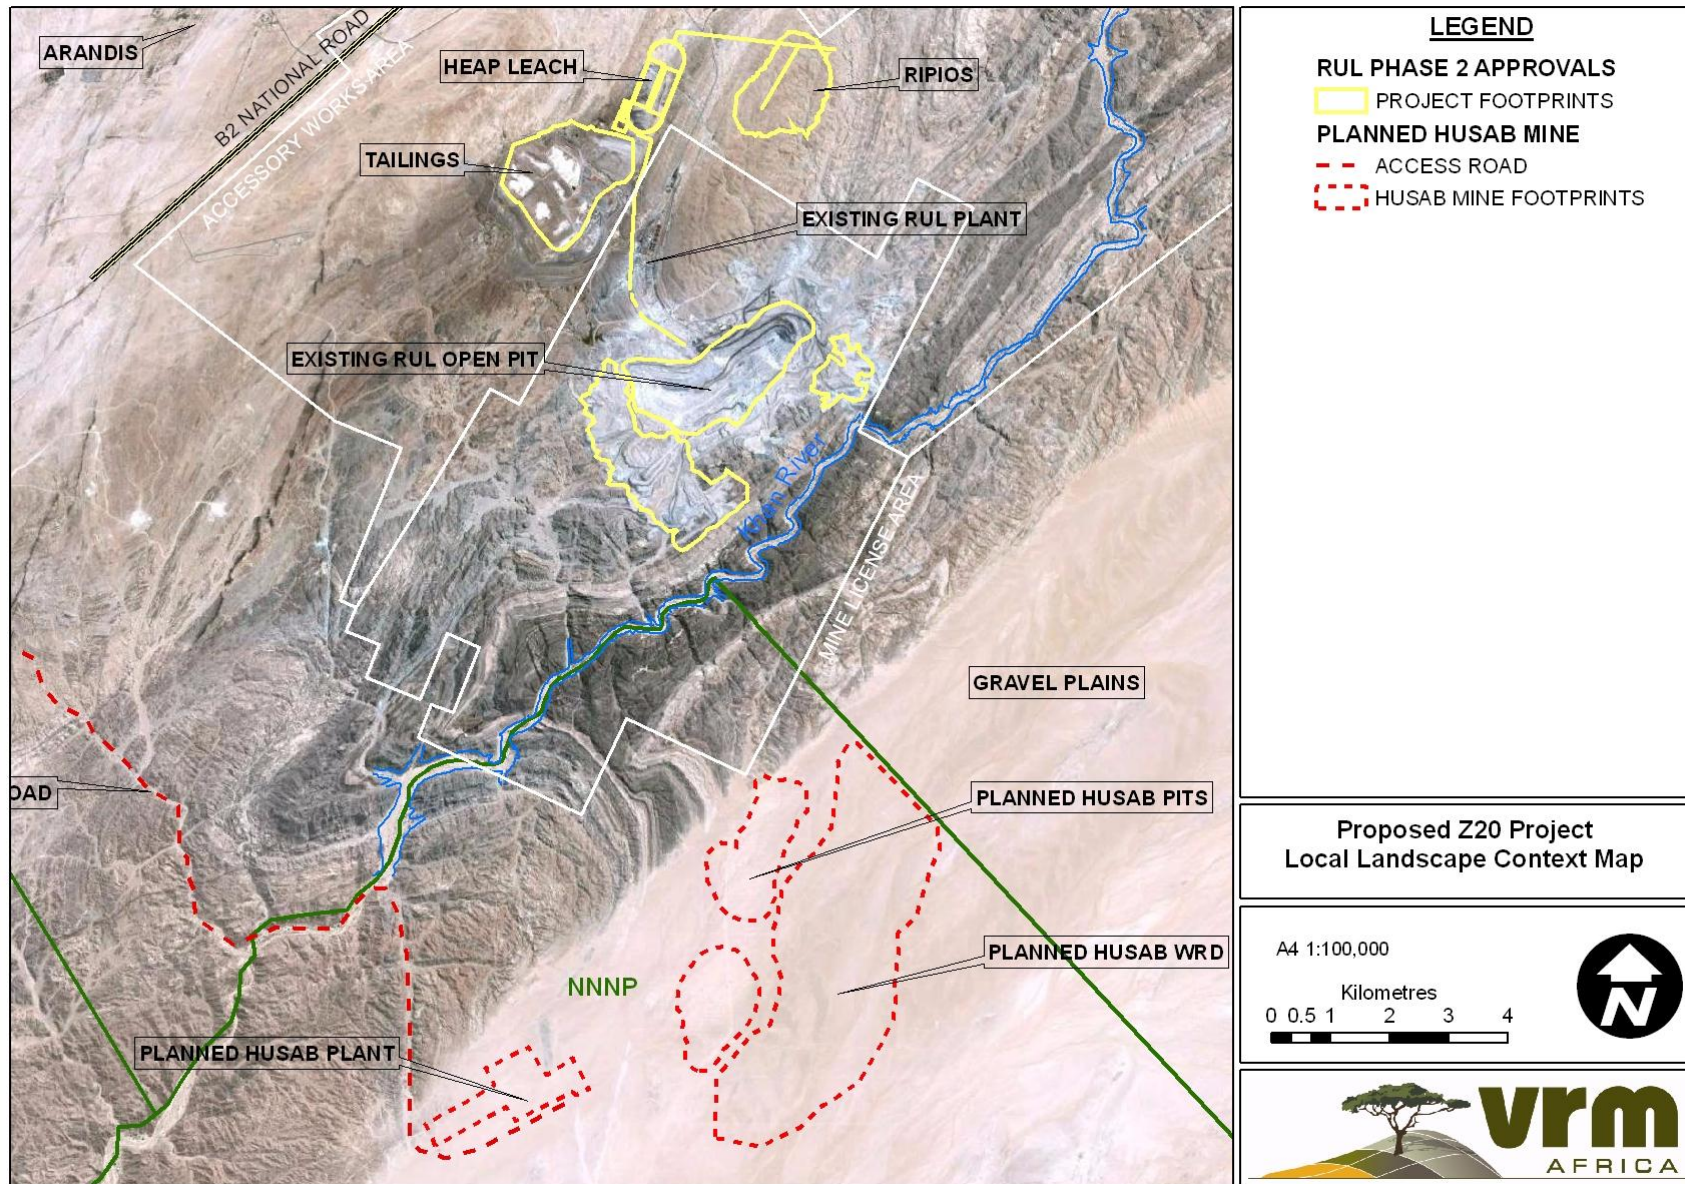 ARANDIS
B2 NATIONAL ROAD
ACCESSORY WORKS AREA
HEAP LEACH
RIPIOS
TAILINGS
EXISTING RUL PLANT
EXISTING RUL OPEN PIT
Khan River
MINE LICENSE AREA
GRAVEL PLAINS
OAD
PLANNED HUSAB PITS
PLANNED HUSAB WRD
NNNP
PLANNED HUSAB PLANT
LEGEND
RUL PHASE 2 APPROVALS
PROJECT FOOTPRINTS
PLANNED HUSAB MINE
ACCESS ROAD
HUSAB MINE FOOTPRINTS
Proposed Z20 Project
Local Landscape Context Map
A4 1:100,000
Kilometres
0 0.5 1 2 3 4
N
vrm
AFRICA